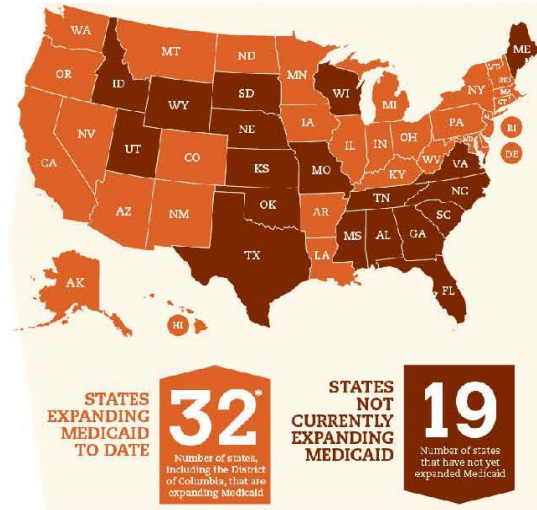 WA
MT
ND
MN
ME
OR
ID
WY
SD
WI
MI
NY
VT
NH
MA
RI
DE
CA
NV
UT
CO
NE
IA
IL
IN
OH
PA
WV
VA
KS
MO
KY
NC
AZ
NM
OK
AR
TN
SC
TX
LA
MS
AL
GA
FL
AK
HI
STATES
EXPANDING
MEDICAID
TO DATE
32*
Number of states,
including the District
of Columbia, that are
expanding Medicaid
STATES
NOT
CURRENTLY
EXPANDING
MEDICAID
19
Number of states
that have not yet
expanded Medicaid